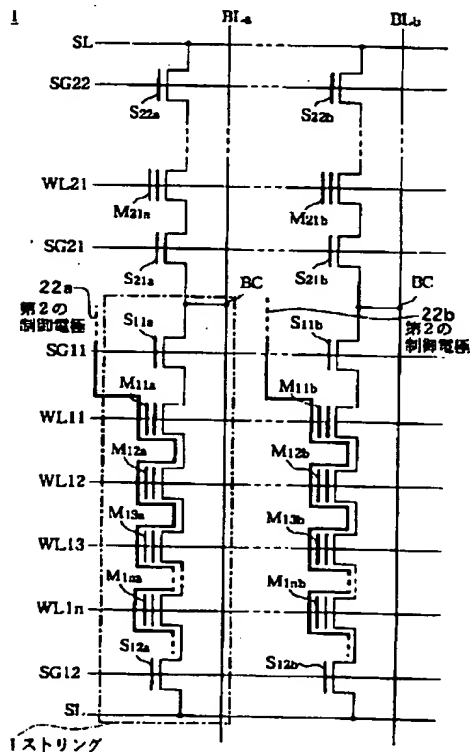 1
BLa
BLb
SL
SG22
S22a
S22b
WL21
M21a
M21b
SG21
S21a
S21b
22a
第2の
制御電極
BC
BC
22b
第2の
制御電極
S11a
S11b
SG11
M11a
M11b
WL11
M12a
M12b
WL12
M13a
M13b
WL13
M1na
M1nb
WL1n
S12a
S12b
SG12
SL
1ストリング